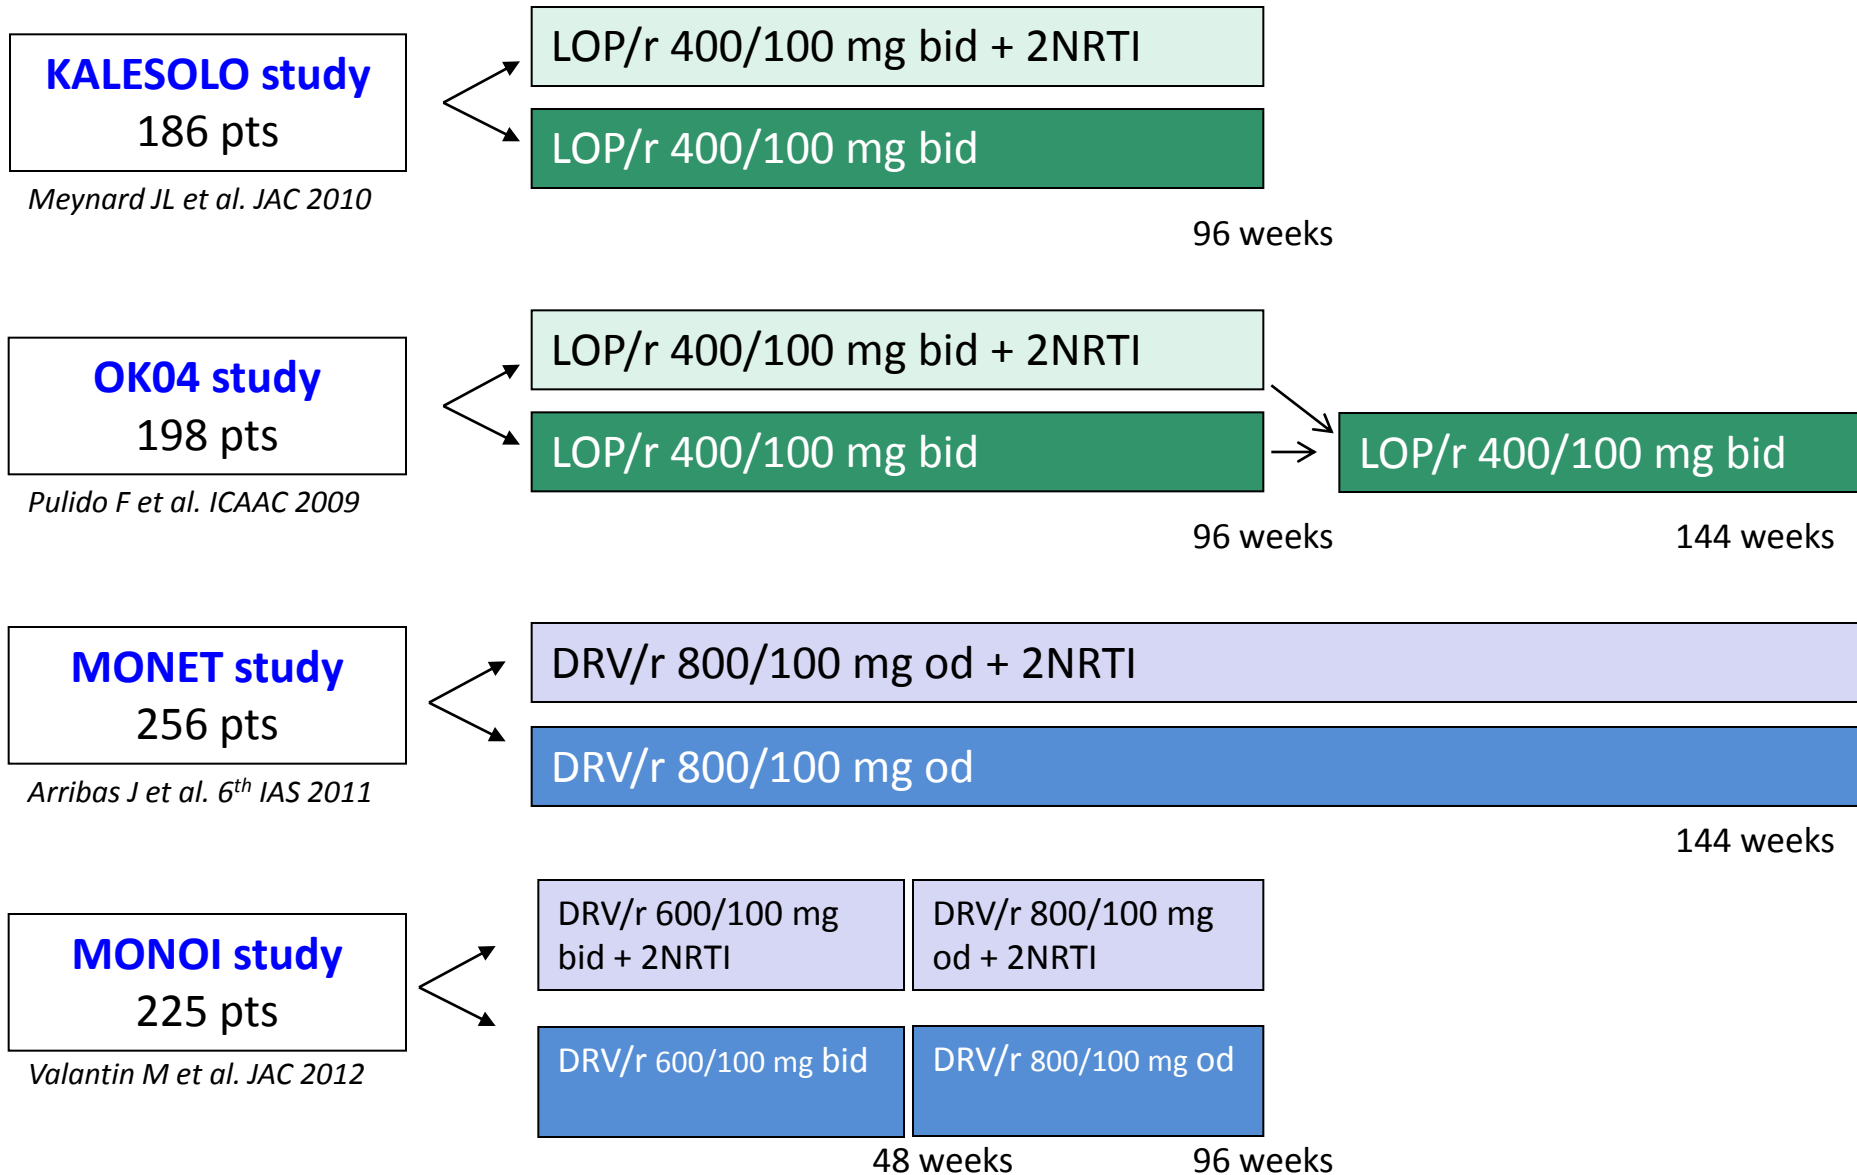 KALESOLO study
186 pts
Meynard JL et al. JAC 2010
LOP/r 400/100 mg bid + 2NRTI
LOP/r 400/100 mg bid
96 weeks
OK04 study
198 pts
Pulido F et al. ICAAC 2009
LOP/r 400/100 mg bid + 2NRTI
LOP/r 400/100 mg bid
LOP/r 400/100 mg bid
96 weeks
144 weeks
MONET study
256 pts
Arribas J et al. 6th IAS 2011
DRV/r 800/100 mg od + 2NRTI
DRV/r 800/100 mg od
144 weeks
MONOI study
225 pts
Valantin M et al. JAC 2012
DRV/r 600/100 mg
bid + 2NRTI
DRV/r 800/100 mg
od + 2NRTI
DRV/r 600/100 mg bid
DRV/r 800/100 mg od
48 weeks
96 weeks